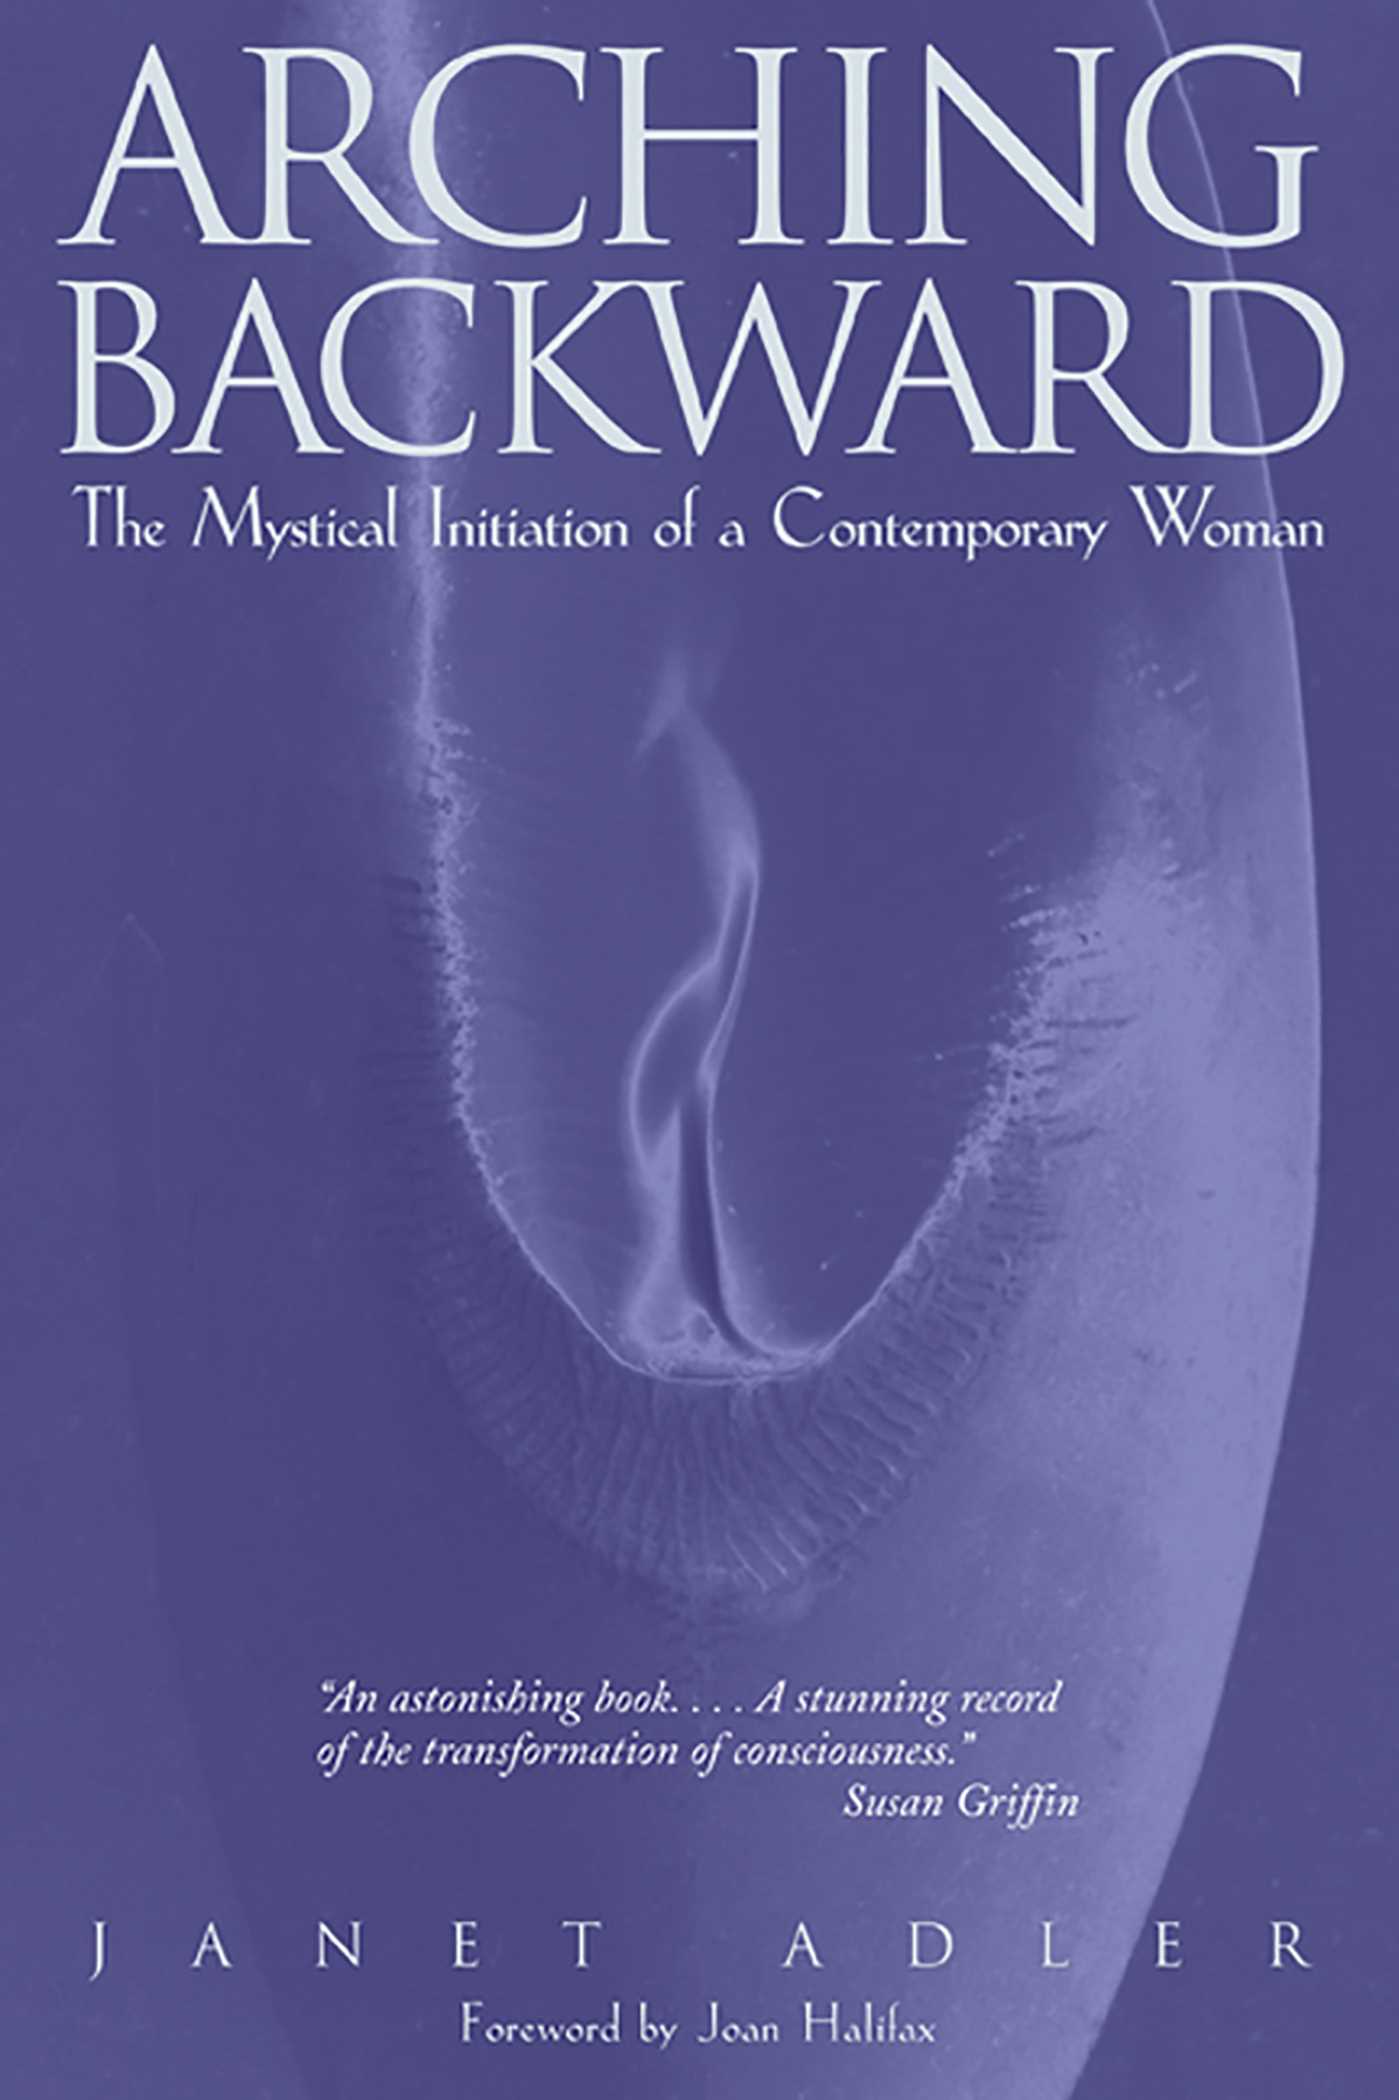 ARCHING
BACKWARD
The Mystical Initiation of a Contemporary Woman
“An astonishing book. . . . A stunning record
of the transformation of consciousness.”
Susan Griffin
JANET ADLER
Foreword by Joan Halifax